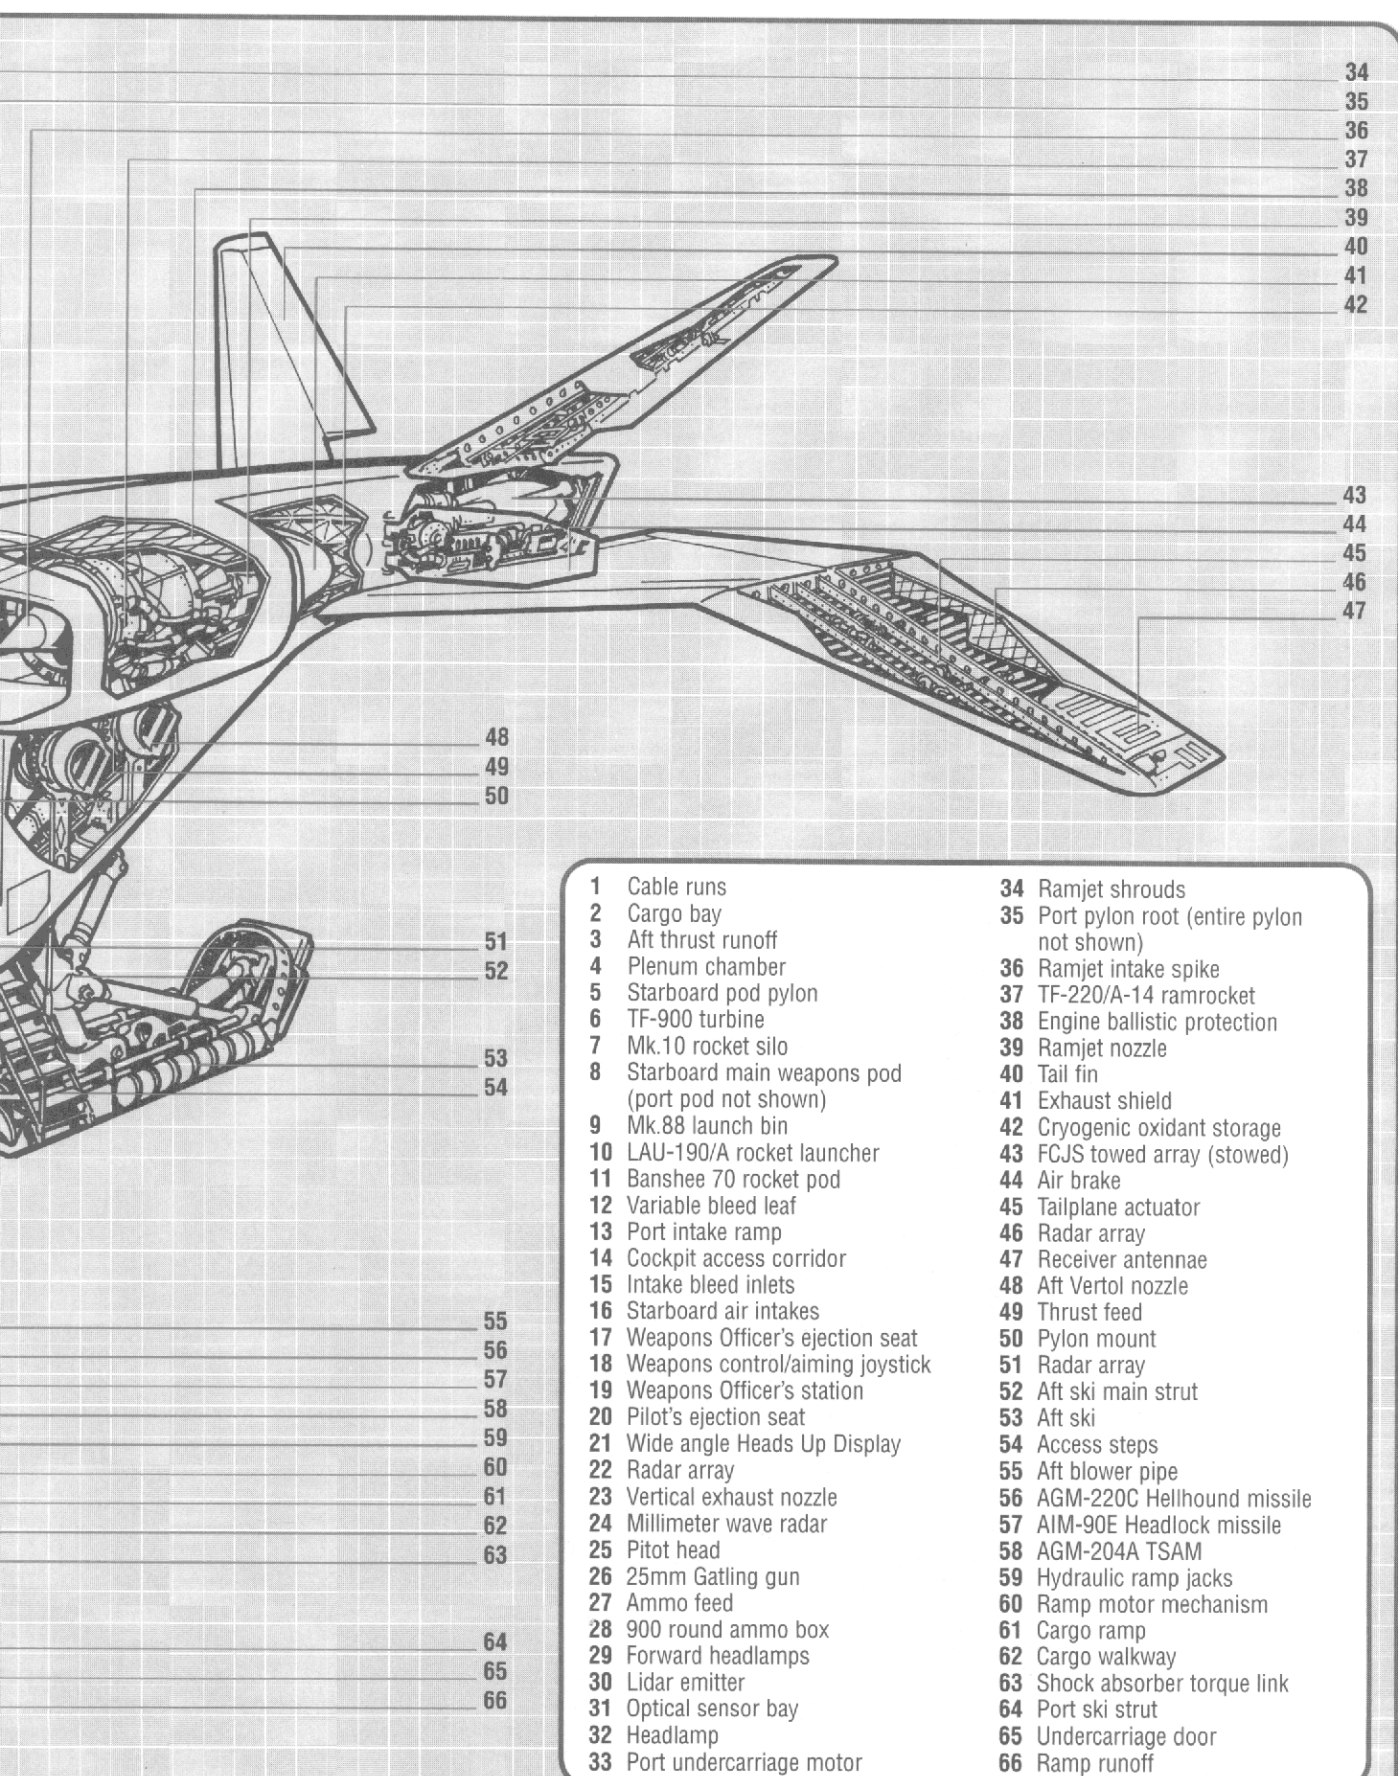 34
35
36
37
38
39
40
41
42
43
44
45
46
47
48
49
50
51
52
53
54
55
56
57
58
59
60
61
62
63
64
65
66
1 Cable runs
2 Cargo bay
3 Aft thrust runoff
4 Plenum chamber
5 Starboard pod pylon
6 TF-900 turbine
7 Mk.10 rocket silo
8 Starboard main weapons pod
(port pod not shown)
9 Mk.88 launch bin
10 LAU-190/A rocket launcher
11 Banshee 70 rocket pod
12 Variable bleed leaf
13 Port intake ramp
14 Cockpit access corridor
15 Intake bleed inlets
16 Starboard air intakes
17 Weapons Officer's ejection seat
18 Weapons control/aiming joystick
19 Weapons Officer's station
20 Pilot's ejection seat
21 Wide angle Heads Up Display
22 Radar array
23 Vertical exhaust nozzle
24 Millimeter wave radar
25 Pitot head
26 25mm Gatling gun
27 Ammo feed
28 900 round ammo box
29 Forward headlamps
30 Lidar emitter
31 Optical sensor bay
32 Headlamp
33 Port undercarriage motor
34 Ramjet shrouds
35 Port pylon root (entire pylon
not shown)
36 Ramjet intake spike
37 TF-220/A-14 ramrocket
38 Engine ballistic protection
39 Ramjet nozzle
40 Tail fin
41 Exhaust shield
42 Cryogenic oxidant storage
43 FCJS towed array (stowed)
44 Air brake
45 Tailplane actuator
46 Radar array
47 Receiver antennae
48 Aft Vertol nozzle
49 Thrust feed
50 Pylon mount
51 Radar array
52 Aft ski main strut
53 Aft ski
54 Access steps
55 Aft blower pipe
56 AGM-220C Hellhound missile
57 AIM-90E Headlock missile
58 AGM-204A TSAM
59 Hydraulic ramp jacks
60 Ramp motor mechanism
61 Cargo ramp
62 Cargo walkway
63 Shock absorber torque link
64 Port ski strut
65 Undercarriage door
66 Ramp runoff